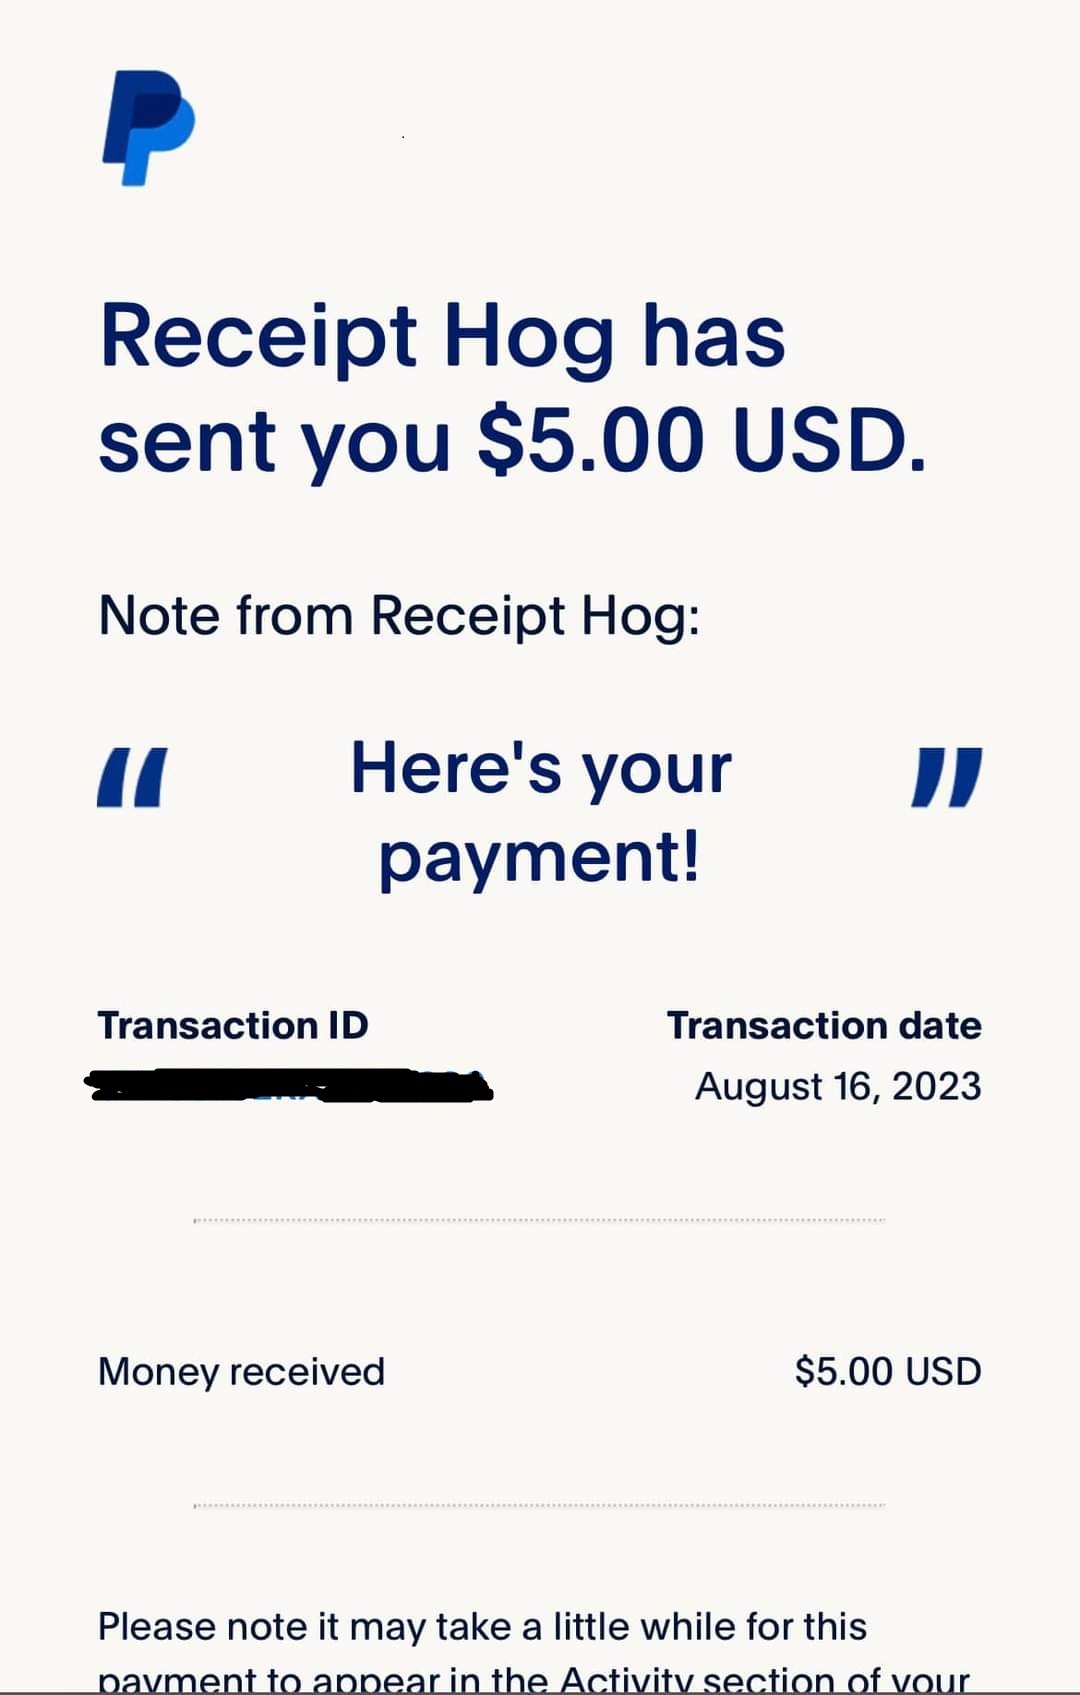 Receipt Hog has
sent you $5.00 USD.
Note from Receipt Hog:
“ Here's your ”
payment!
Transaction ID
Transaction date
August 16, 2023
Money received
$5.00 USD
Please note it may take a little while for this
payment to appear in the Activity section of your